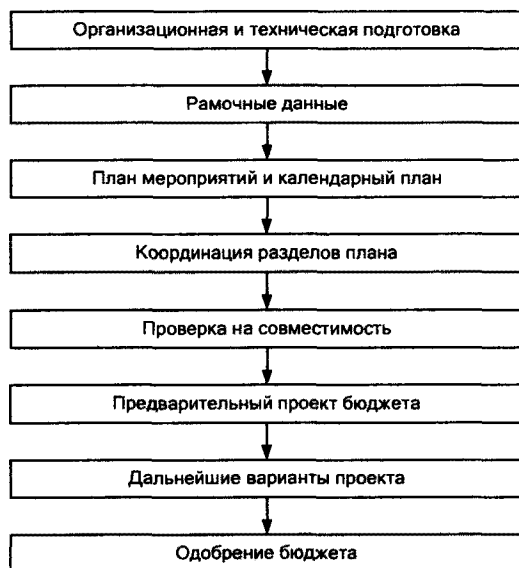 Организационная и техническая подготовка
Рамочные данные
План мероприятий и календарный план
Координация разделов плана
Проверка на совместимость
Предварительный проект бюджета
Дальнейшие варианты проекта
Одобрение бюджета